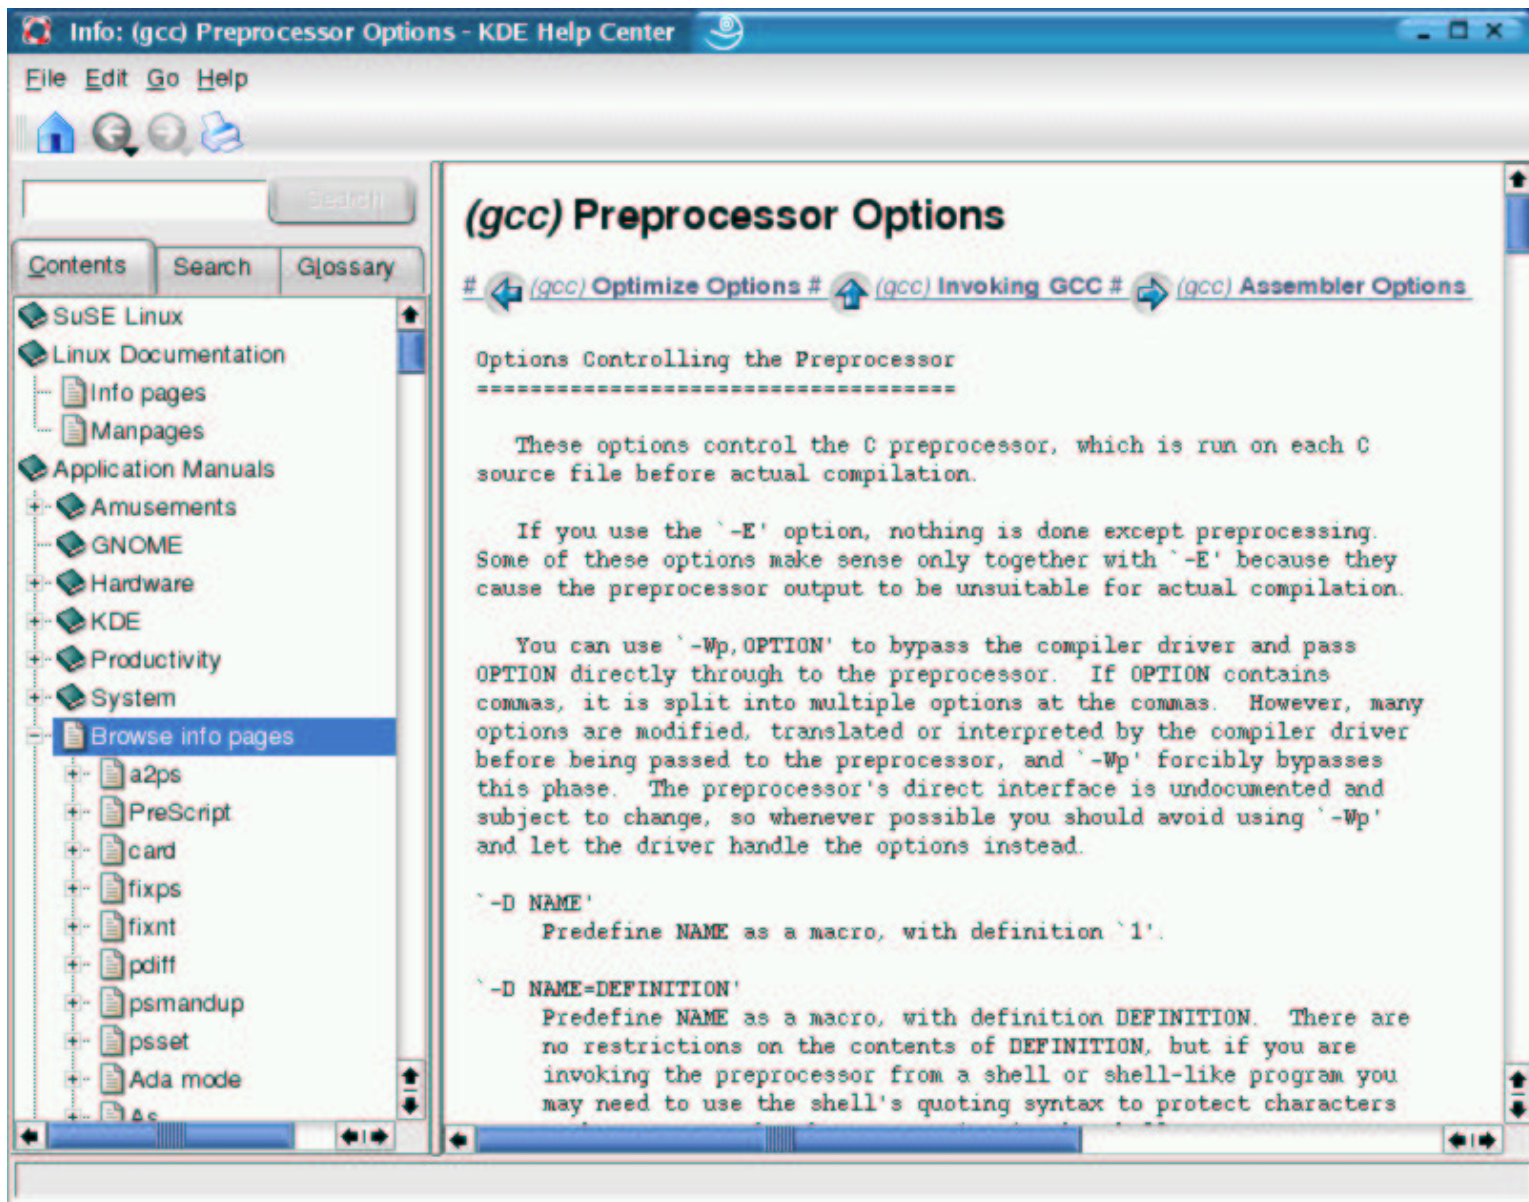 Info: (gcc) Preprocessor Options - KDE Help Center
File Edit Go Help
Search
Contents Search Glossary
SuSE Linux
Linux Documentation
Info pages
Manpages
Application Manuals
Amusements
GNOME
Hardware
KDE
Productivity
System
Browse info pages
a2ps
PreScript
card
fixps
fixnt
pdiff
psmandup
psset
Ada mode
As
(gcc) Preprocessor Options
# (gcc) Optimize Options # (gcc) Invoking GCC # (gcc) Assembler Options
Options Controlling the Preprocessor
====================================
These options control the C preprocessor, which is run on each C
source file before actual compilation.
If you use the `-E' option, nothing is done except preprocessing.
Some of these options make sense only together with `-E' because they
cause the preprocessor output to be unsuitable for actual compilation.
You can use `-Wp,OPTION' to bypass the compiler driver and pass
OPTION directly through to the preprocessor. If OPTION contains
commas, it is split into multiple options at the commas. However, many
options are modified, translated or interpreted by the compiler driver
before being passed to the preprocessor, and `-Wp' forcibly bypasses
this phase. The preprocessor's direct interface is undocumented and
subject to change, so whenever possible you should avoid using `-Wp'
and let the driver handle the options instead.
`-D NAME'
Predefine NAME as a macro, with definition `1'.
`-D NAME=DEFINITION'
Predefine NAME as a macro, with definition DEFINITION. There are
no restrictions on the contents of DEFINITION, but if you are
invoking the preprocessor from a shell or shell-like program you
may need to use the shell's quoting syntax to protect characters